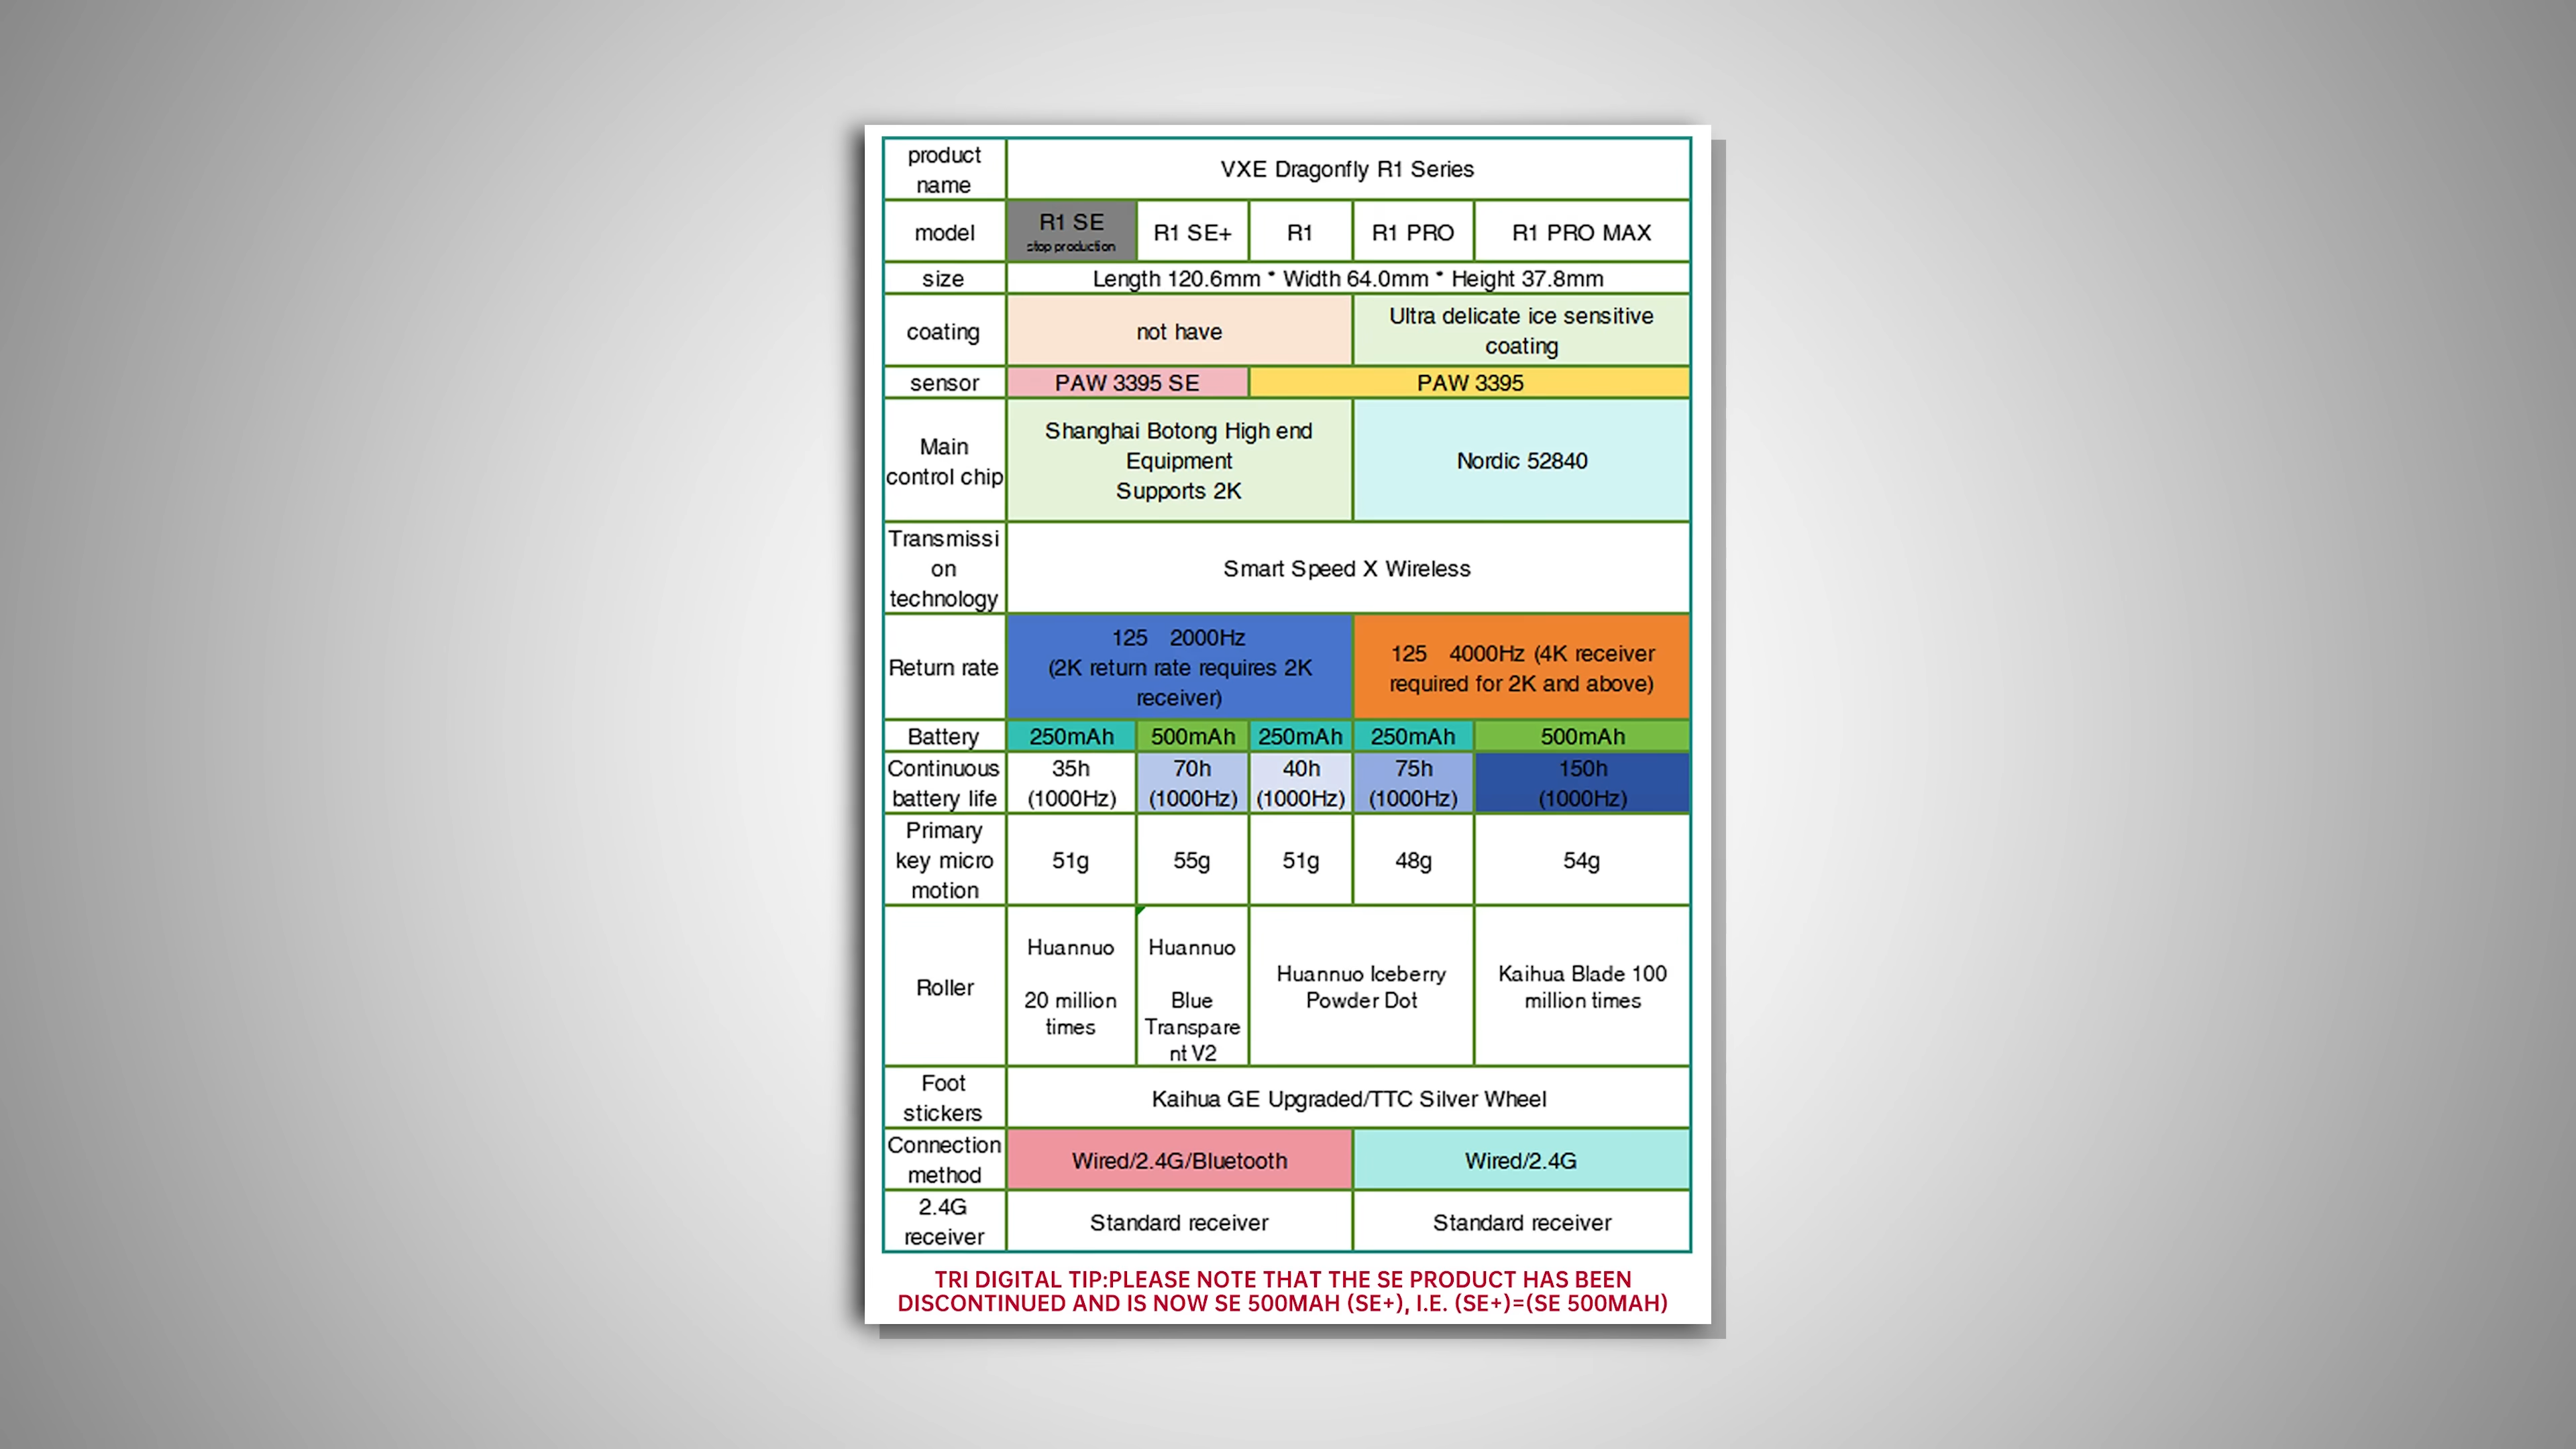 product
name
VXE Dragonfly R1 Series
model
R1 SE
stop production
R1 SE+
R1
R1 PRO
R1 PRO MAX
size
Length 120.6mm * Width 64.0mm * Height 37.8mm
coating
not have
Ultra delicate ice sensitive
coating
sensor
PAW 3395 SE
PAW 3395
Main
control chip
Shanghai Botong High end
Equipment
Supports 2K
Nordic 52840
Transmissi
on
technology
Smart Speed X Wireless
Return rate
125 2000Hz
(2K return rate requires 2K
receiver)
125 4000Hz (4K receiver
required for 2K and above)
Battery
250mAh
500mAh
250mAh
250mAh
500mAh
Continuous
battery life
35h
(1000Hz)
70h
(1000Hz)
40h
(1000Hz)
75h
(1000Hz)
150h
(1000Hz)
Primary
key micro
motion
51g
55g
51g
48g
54g
Roller
Huannuo
20 million
times
Huannuo
Blue
Transpare
nt V2
Huannuo Iceberry
Powder Dot
Kaihua Blade 100
million times
Foot
stickers
Kaihua GE Upgraded/TTC Silver Wheel
Connection
method
Wired/2.4G/Bluetooth
Wired/2.4G
2.4G
receiver
Standard receiver
Standard receiver
TRI DIGITAL TIP:PLEASE NOTE THAT THE SE PRODUCT HAS BEEN
DISCONTINUED AND IS NOW SE 500MAH (SE+), I.E. (SE+)=(SE 500MAH)